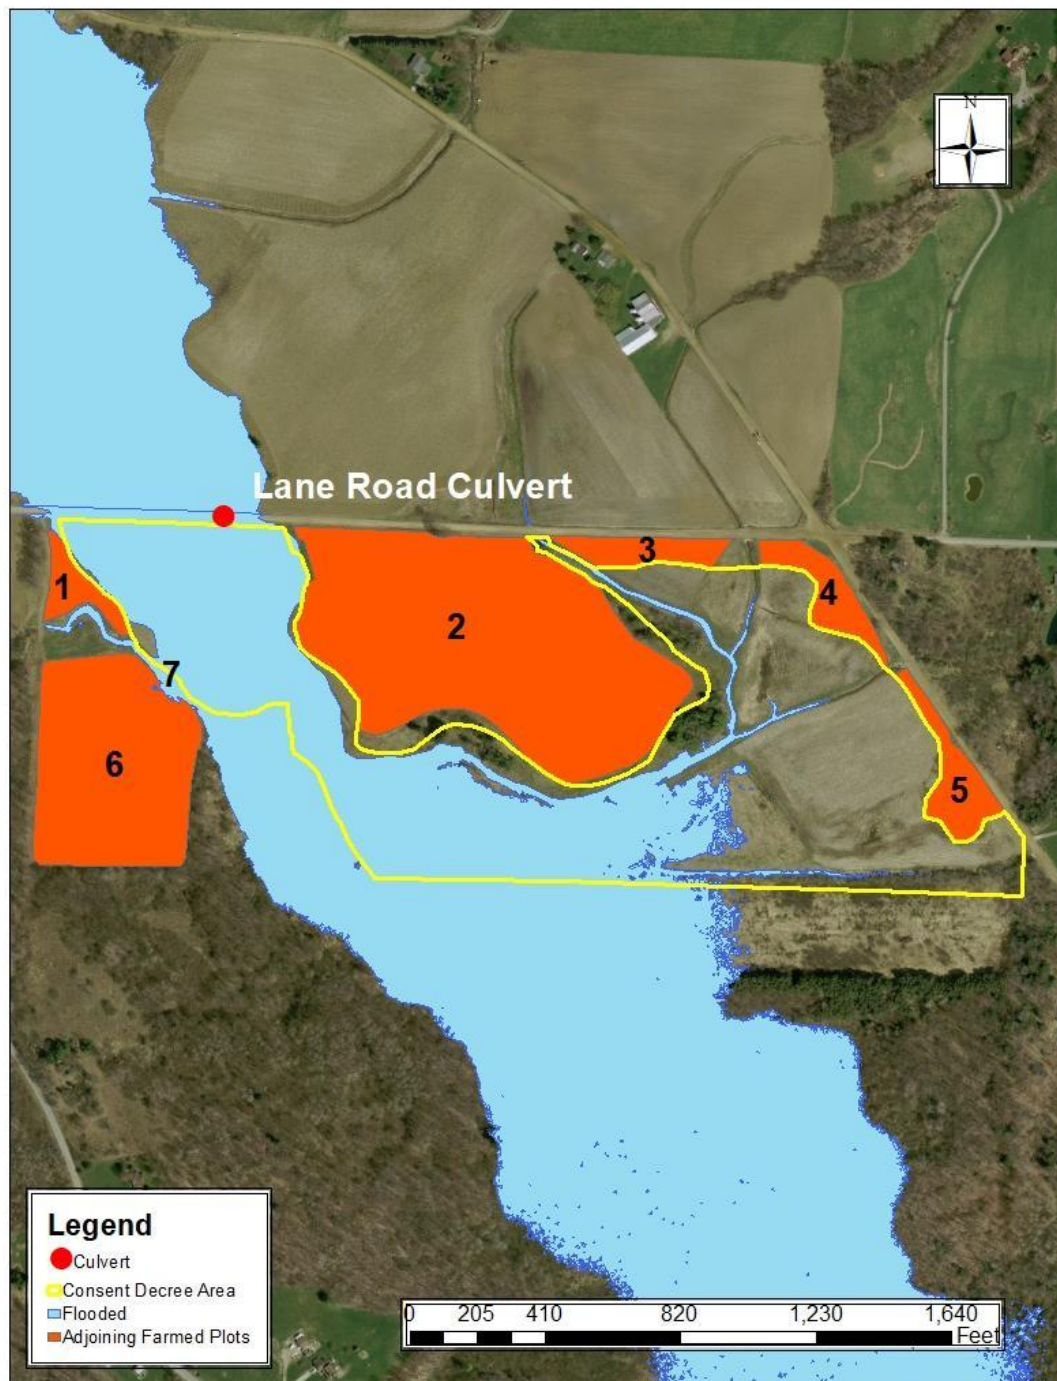 N
Lane Road Culvert
3
1
4
2
7
6
5
Legend
Culvert
Consent Decree Area
Flooded
Adjoining Farmed Plots
0 205 410 820 1,230 1,640
Feet